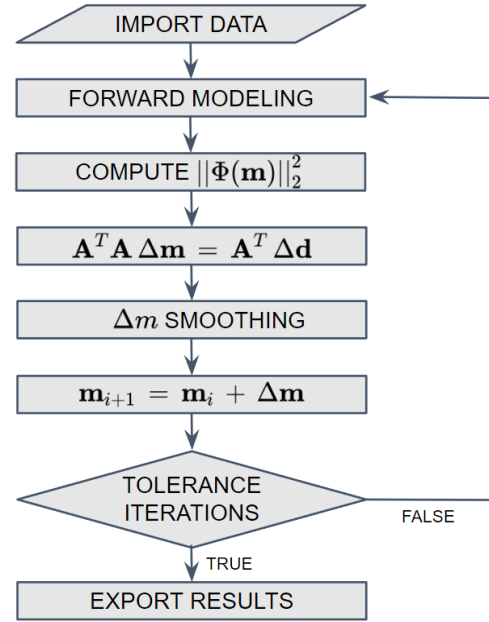 IMPORT DATA
FORWARD MODELING
COMPUTE ||Φ(𝐦)||₂²
𝐀ᵀ𝐀 Δ𝐦 = 𝐀ᵀ Δ𝐝
Δm SMOOTHING
𝐦ᵢ₊₁ = 𝐦ᵢ + Δ𝐦
TOLERANCE
ITERATIONS
FALSE
TRUE
EXPORT RESULTS